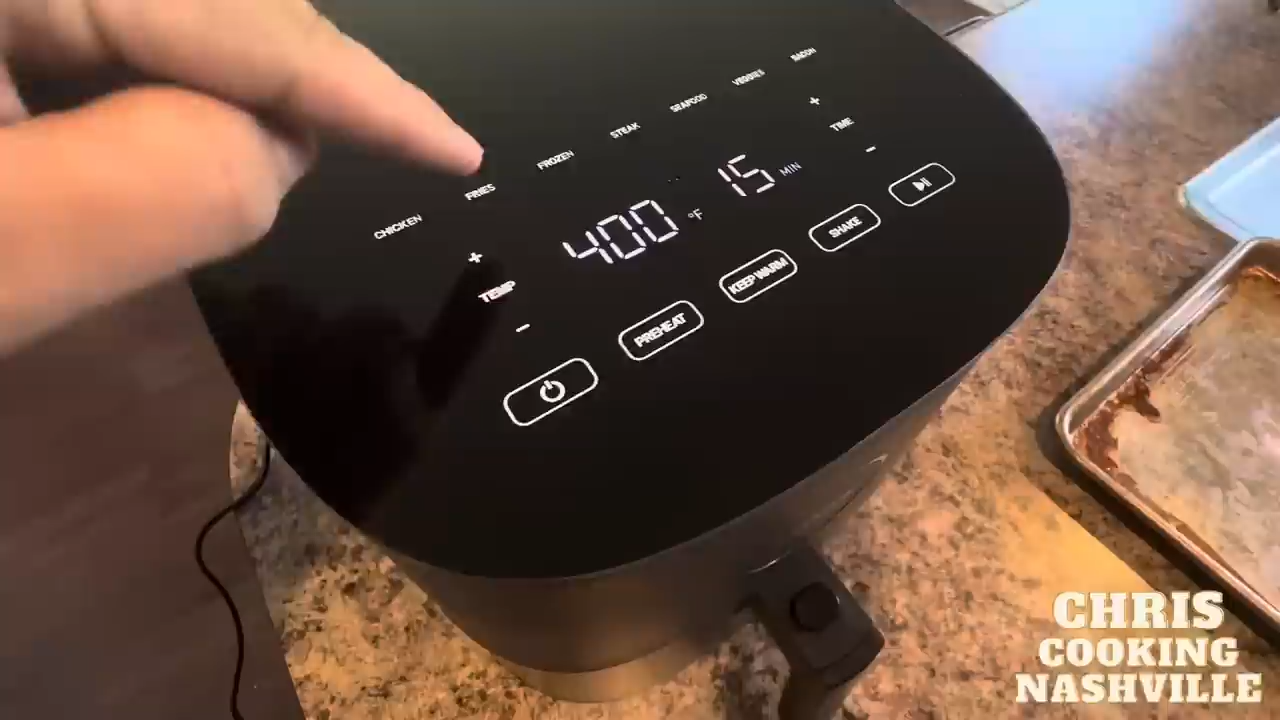 CHICKEN
FRIES
FROZEN
STEAK
SEAFOOD
VEGGIES
BACON
+
TEMP
-
400 °F
15 MIN
+
TIME
-
PREHEAT
KEEP WARM
SHAKE
CHRIS
COOKING
NASHVILLE